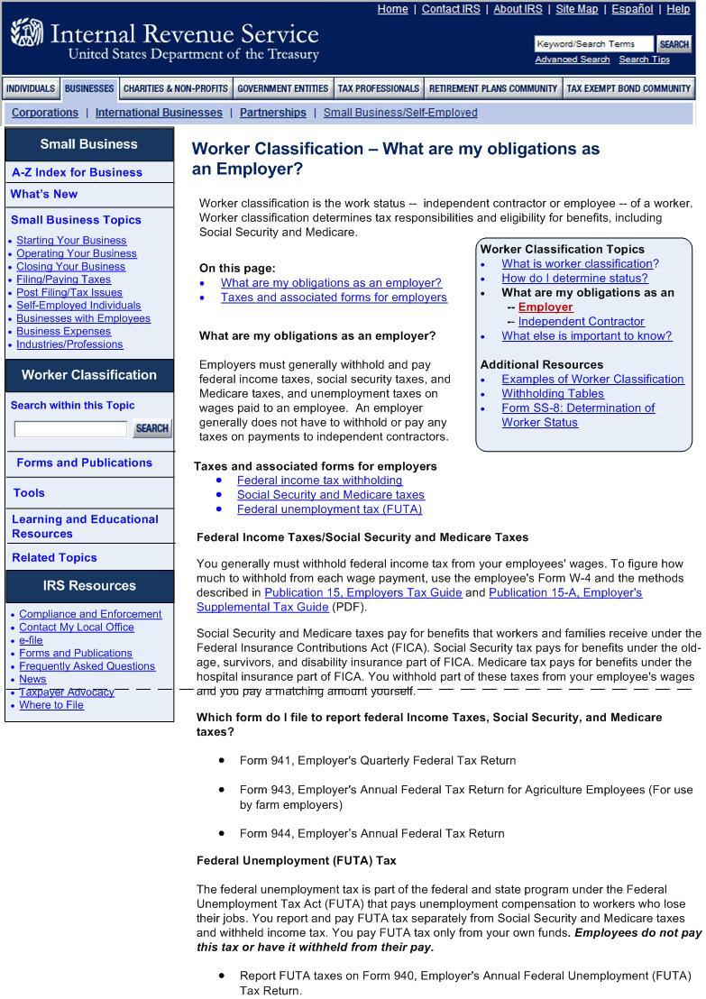 Home | Contact IRS | About IRS | Site Map | Español | Help
Internal Revenue Service
United States Department of the Treasury
Keyword/Search Terms SEARCH
Advanced Search Search Tips
INDIVIDUALS BUSINESSES CHARITIES & NON-PROFITS GOVERNMENT ENTITIES TAX PROFESSIONALS RETIREMENT PLANS COMMUNITY TAX EXEMPT BOND COMMUNITY
Corporations | International Businesses | Partnerships | Small Business/Self-Employed
Small Business
A-Z Index for Business
What's New
Small Business Topics
• Starting Your Business
• Operating Your Business
• Closing Your Business
• Filing/Paying Taxes
• Post Filing/Tax Issues
• Self-Employed Individuals
• Businesses with Employees
• Business Expenses
• Industries/Professions
Worker Classification
Search within this Topic
SEARCH
Forms and Publications
Tools
Learning and Educational
Resources
Related Topics
IRS Resources
• Compliance and Enforcement
• Contact My Local Office
• e-file
• Forms and Publications
• Frequently Asked Questions
• News
• Taxpayer Advocacy
• Where to File
Worker Classification – What are my obligations as
an Employer?
Worker classification is the work status -- independent contractor or employee -- of a worker.
Worker classification determines tax responsibilities and eligibility for benefits, including
Social Security and Medicare.
On this page:
• What are my obligations as an employer?
• Taxes and associated forms for employers
What are my obligations as an employer?
Employers must generally withhold and pay
federal income taxes, social security taxes, and
Medicare taxes, and unemployment taxes on
wages paid to an employee. An employer
generally does not have to withhold or pay any
taxes on payments to independent contractors.
Worker Classification Topics
• What is worker classification?
• How do I determine status?
• What are my obligations as an
-- Employer
-- Independent Contractor
• What else is important to know?
Additional Resources
• Examples of Worker Classification
• Withholding Tables
• Form SS-8: Determination of
Worker Status
Taxes and associated forms for employers
• Federal income tax withholding
• Social Security and Medicare taxes
• Federal unemployment tax (FUTA)
Federal Income Taxes/Social Security and Medicare Taxes
You generally must withhold federal income tax from your employees' wages. To figure how
much to withhold from each wage payment, use the employee's Form W-4 and the methods
described in Publication 15, Employers Tax Guide and Publication 15-A, Employer's
Supplemental Tax Guide (PDF).
Social Security and Medicare taxes pay for benefits that workers and families receive under the
Federal Insurance Contributions Act (FICA). Social Security tax pays for benefits under the old-
age, survivors, and disability insurance part of FICA. Medicare tax pays for benefits under the
hospital insurance part of FICA. You withhold part of these taxes from your employee's wages
and you pay a matching amount yourself.
Which form do I file to report federal Income Taxes, Social Security, and Medicare
taxes?
• Form 941, Employer's Quarterly Federal Tax Return
• Form 943, Employer's Annual Federal Tax Return for Agriculture Employees (For use
by farm employers)
• Form 944, Employer's Annual Federal Tax Return
Federal Unemployment (FUTA) Tax
The federal unemployment tax is part of the federal and state program under the Federal
Unemployment Tax Act (FUTA) that pays unemployment compensation to workers who lose
their jobs. You report and pay FUTA tax separately from Social Security and Medicare taxes
and withheld income tax. You pay FUTA tax only from your own funds. Employees do not pay
this tax or have it withheld from their pay.
• Report FUTA taxes on Form 940, Employer's Annual Federal Unemployment (FUTA)
Tax Return.